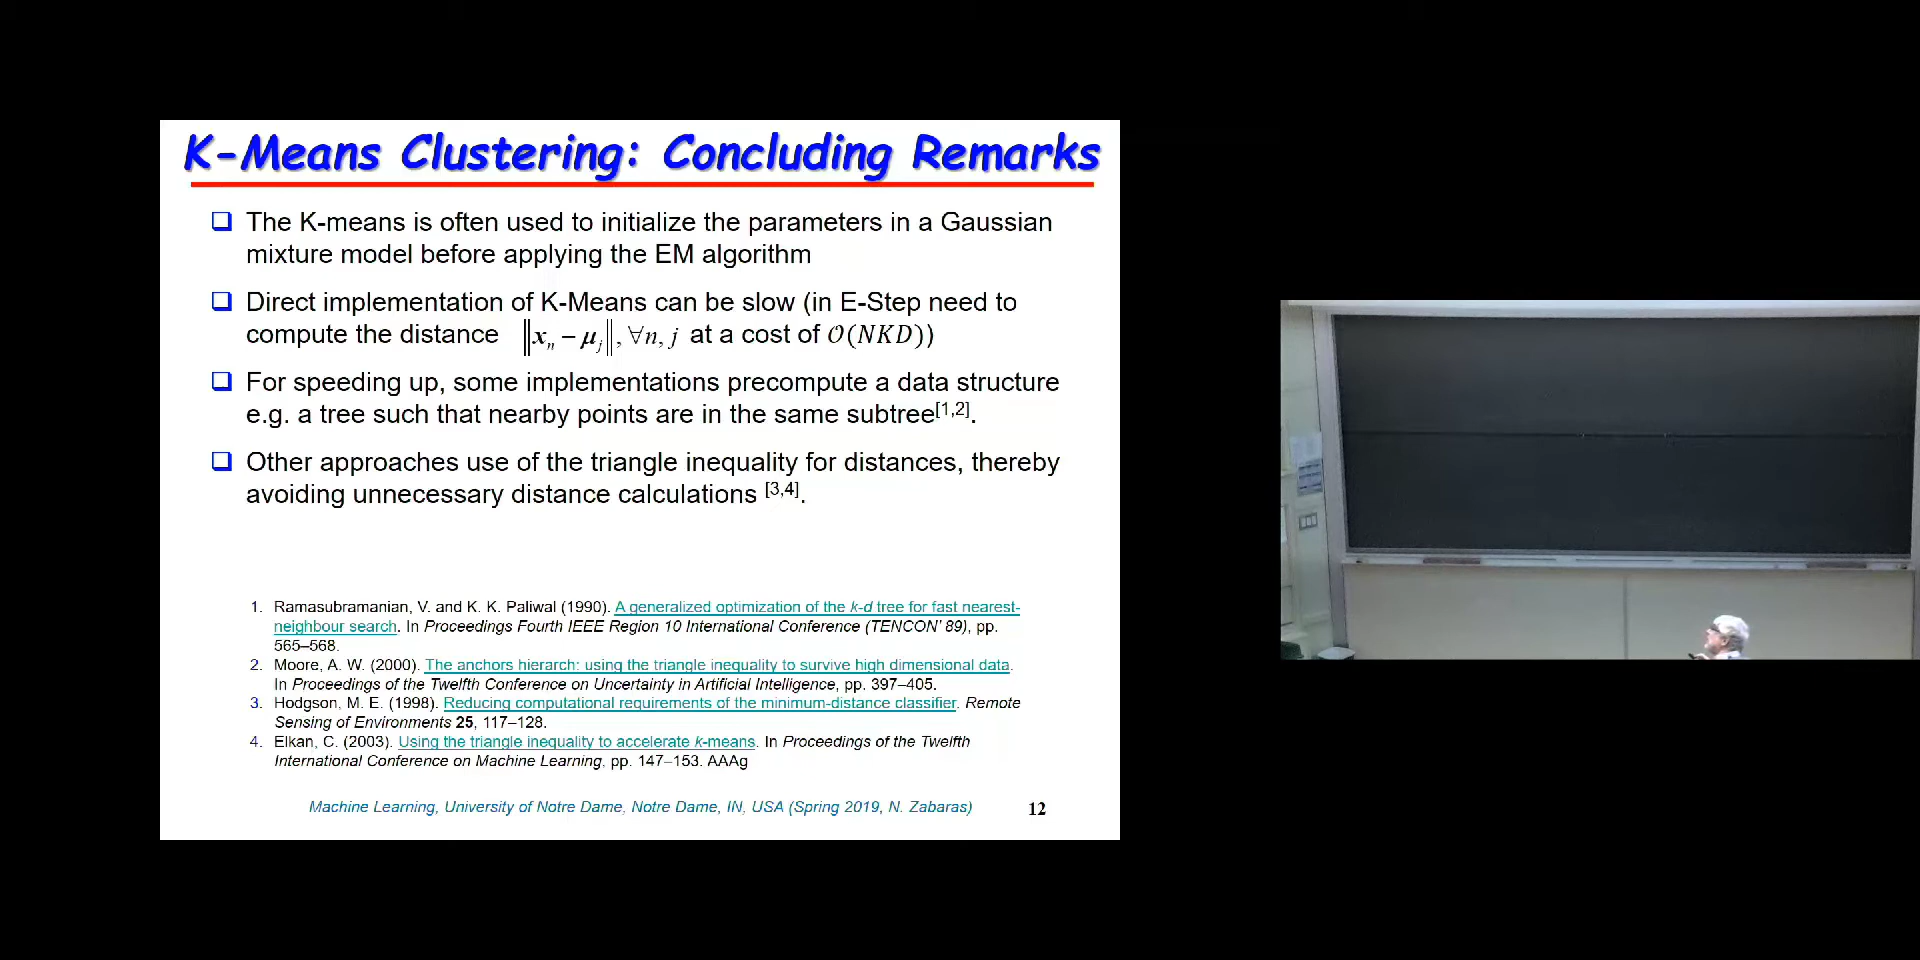 K-Means Clustering: Concluding Remarks
The K-means is often used to initialize the parameters in a Gaussian
mixture model before applying the EM algorithm
Direct implementation of K-Means can be slow (in E-Step need to
compute the distance ‖xₙ − μⱼ‖, ∀n, j at a cost of 𝒪(NKD))
For speeding up, some implementations precompute a data structure
e.g. a tree such that nearby points are in the same subtree[1,2].
Other approaches use of the triangle inequality for distances, thereby
avoiding unnecessary distance calculations [3,4].
1. Ramasubramanian, V. and K. K. Paliwal (1990). A generalized optimization of the k-d tree for fast nearest-
neighbour search. In Proceedings Fourth IEEE Region 10 International Conference (TENCON' 89), pp.
565–568.
2. Moore, A. W. (2000). The anchors hierarch: using the triangle inequality to survive high dimensional data.
In Proceedings of the Twelfth Conference on Uncertainty in Artificial Intelligence, pp. 397–405.
3. Hodgson, M. E. (1998). Reducing computational requirements of the minimum-distance classifier. Remote
Sensing of Environments 25, 117–128.
4. Elkan, C. (2003). Using the triangle inequality to accelerate k-means. In Proceedings of the Twelfth
International Conference on Machine Learning, pp. 147–153. AAAg
Machine Learning, University of Notre Dame, Notre Dame, IN, USA (Spring 2019, N. Zabaras)
12